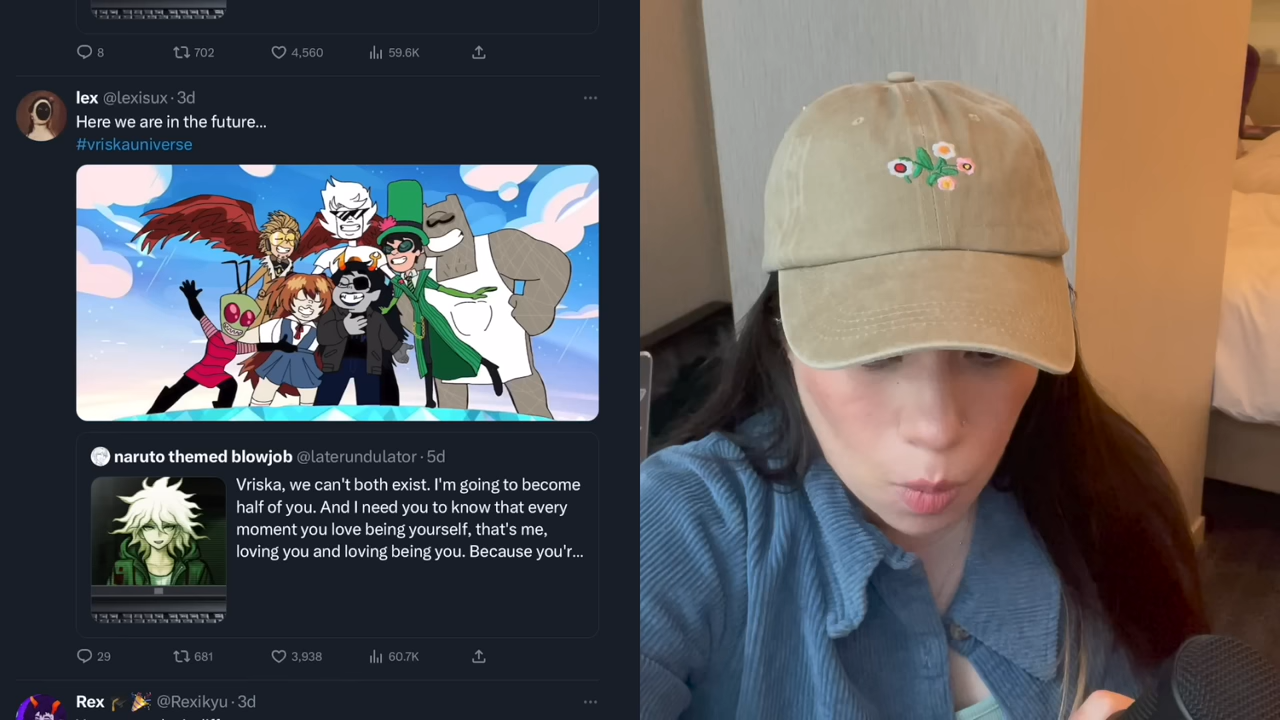 8 702 4,560 59.6K
lex @lexisux · 3d
Here we are in the future...
#vriskauniverse
naruto themed blowjob @laterundulator · 5d
Vriska, we can't both exist. I'm going to become
half of you. And I need you to know that every
moment you love being yourself, that's me,
loving you and loving being you. Because you'r...
29 681 3,938 60.7K
Rex @Rexikyu · 3d